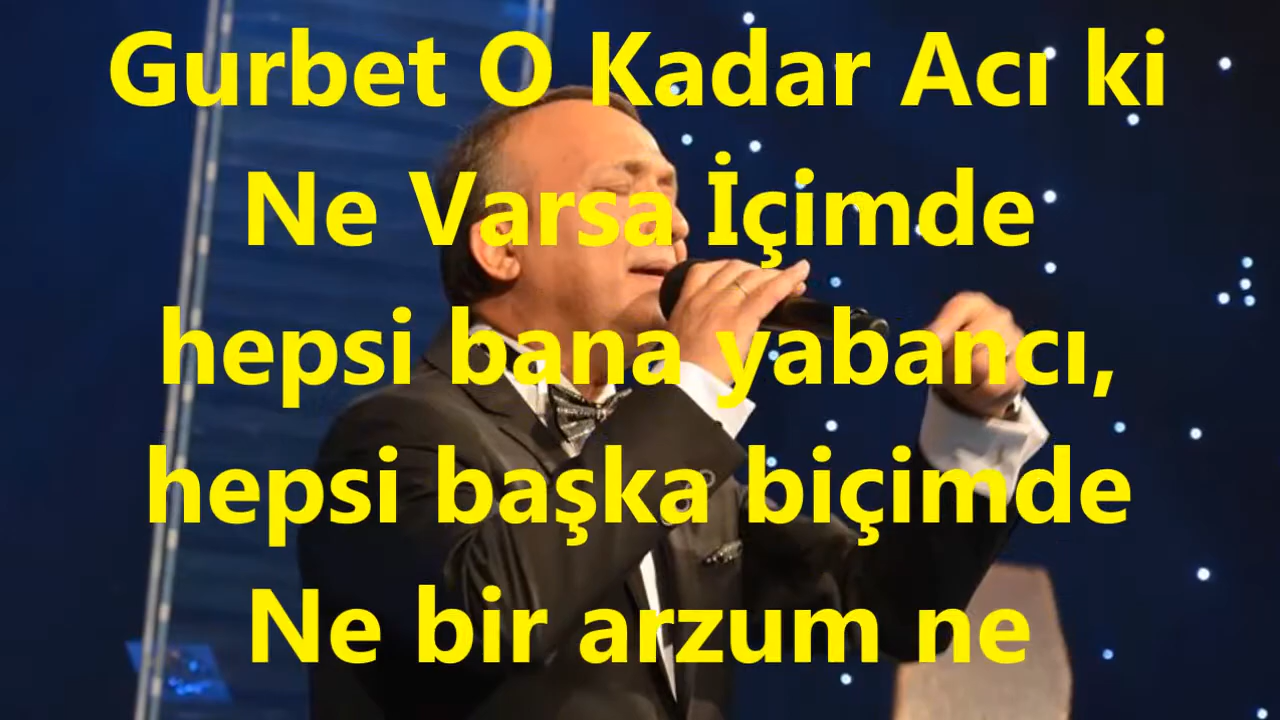 Gurbet O Kadar Acı ki
Ne Varsa İçimde
hepsi bana yabancı,
hepsi başka biçimde
Ne bir arzum ne